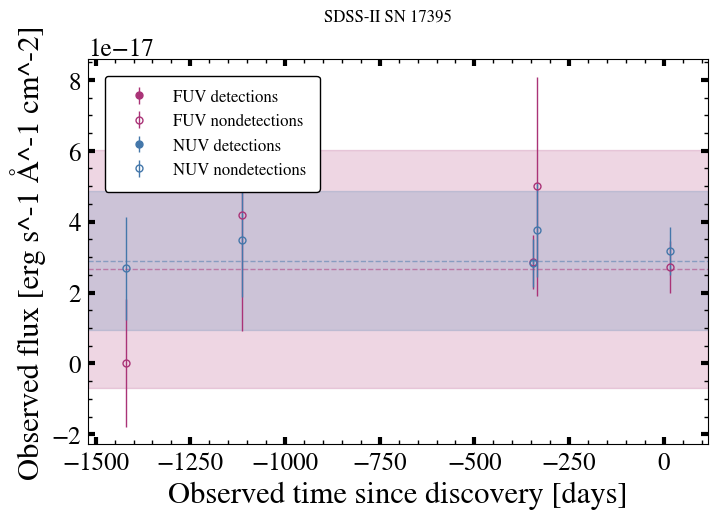 SDSS-II SN 17395
1e−17
FUV detections
FUV nondetections
NUV detections
NUV nondetections
8
6
4
2
0
−2
−1500 −1250 −1000 −750 −500 −250 0
Observed time since discovery [days]
Observed flux [erg s^-1 Å^-1 cm^-2]